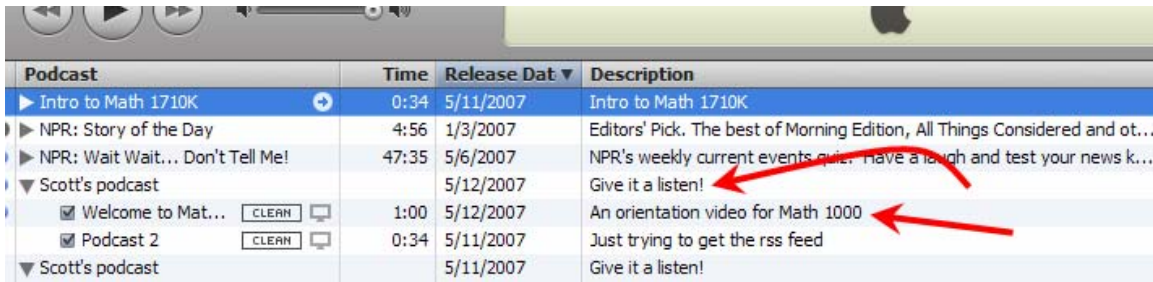 Podcast Time Release Dat Description
Intro to Math 1710K 0:34 5/11/2007 Intro to Math 1710K
NPR: Story of the Day 4:56 1/3/2007 Editors' Pick. The best of Morning Edition, All Things Considered and ot...
NPR: Wait Wait... Don't Tell Me! 47:35 5/6/2007 NPR's weekly current events quiz. Have a laugh and test your news k...
Scott's podcast 5/12/2007 Give it a listen!
Welcome to Mat... CLEAN 1:00 5/12/2007 An orientation video for Math 1000
Podcast 2 CLEAN 0:34 5/11/2007 Just trying to get the rss feed
Scott's podcast 5/11/2007 Give it a listen!